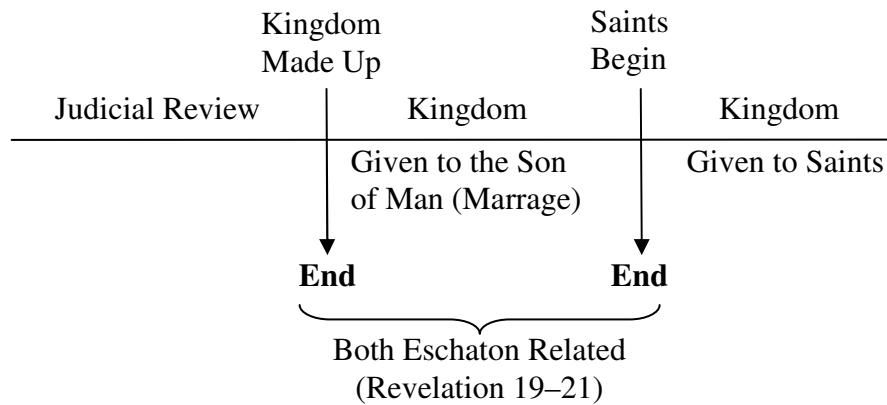 Kingdom
Made Up
Saints
Begin
Judicial Review
Kingdom
Kingdom
Given to the Son
of Man (Marrage)
Given to Saints
End
End
Both Eschaton Related
(Revelation 19–21)